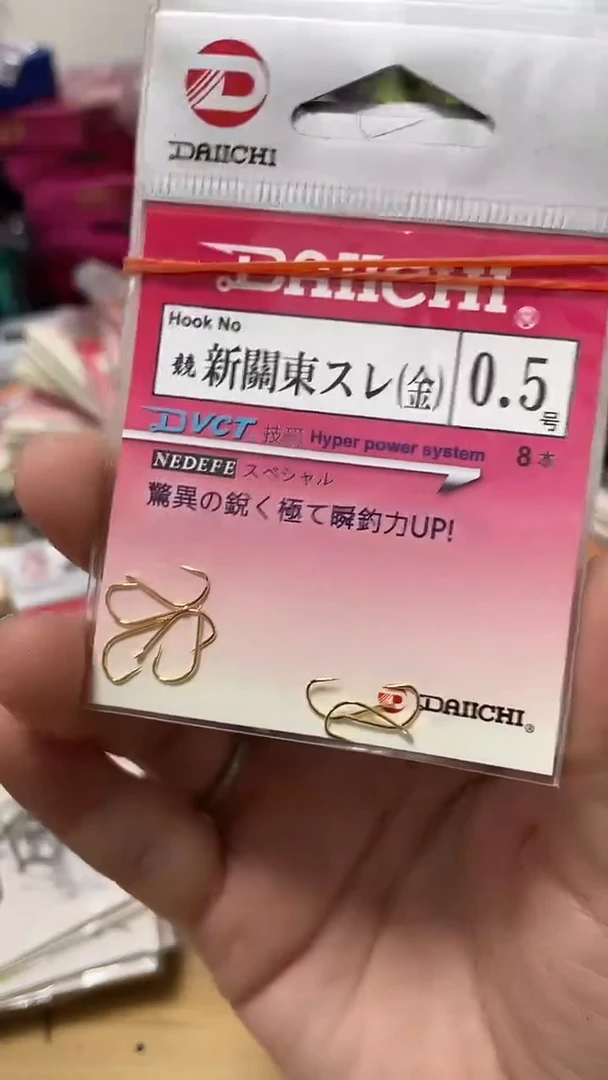 DAIICHI
DAIICHI
Hook No
競 新關東スレ(金) 0.5号
VCT 技 Hyper power system 8本
NEDEFE スペシャル
驚異の鋭く極て瞬釣力UP!
DAIICHI®